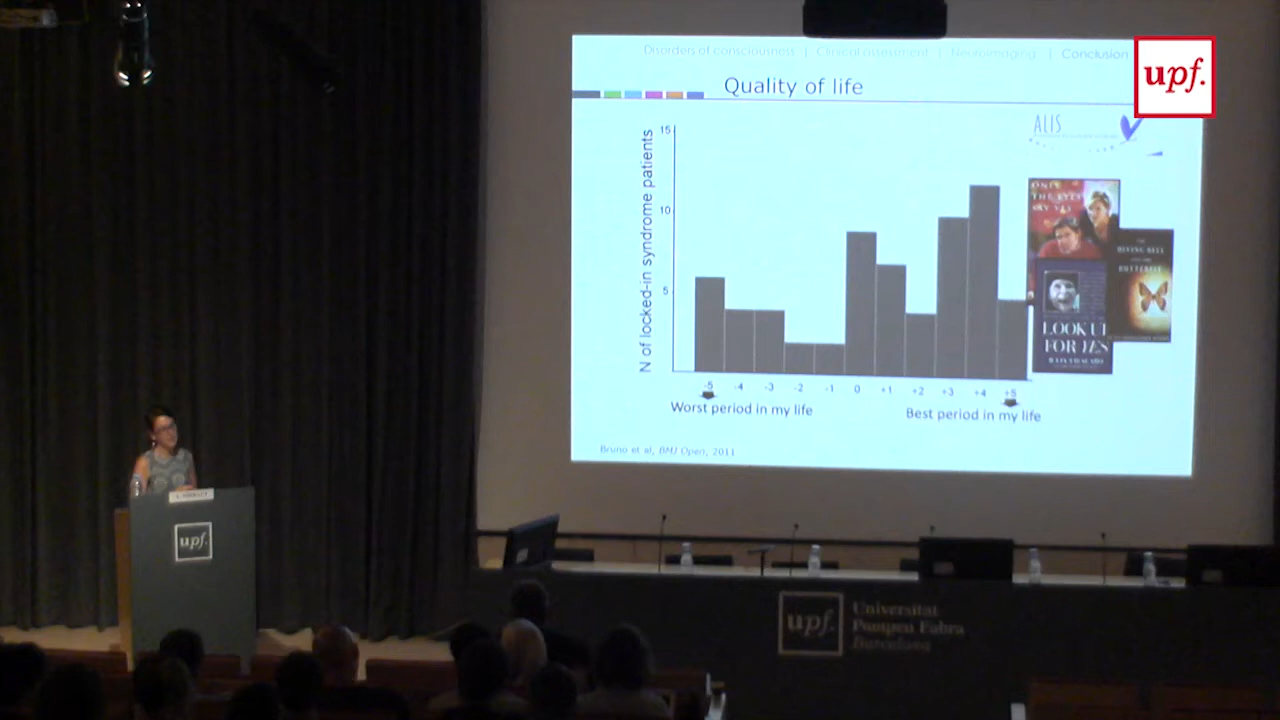 Disorders of consciousness | Clinical assessment | Neuroimaging | Conclusion
upf.
Quality of life
ALIS
N of locked-in syndrome patients
15
10
5
-5 -4 -3 -2 -1 0 +1 +2 +3 +4 +5
Worst period in my life
Best period in my life
ONLY
THE EYES
SAY YES
THE
DIVING BELL
AND THE
BUTTERFLY
LOOK UP
FOR YES
Bruno et al, BMJ Open, 2011
upf.
upf.
Universitat
Pompeu Fabra
Barcelona